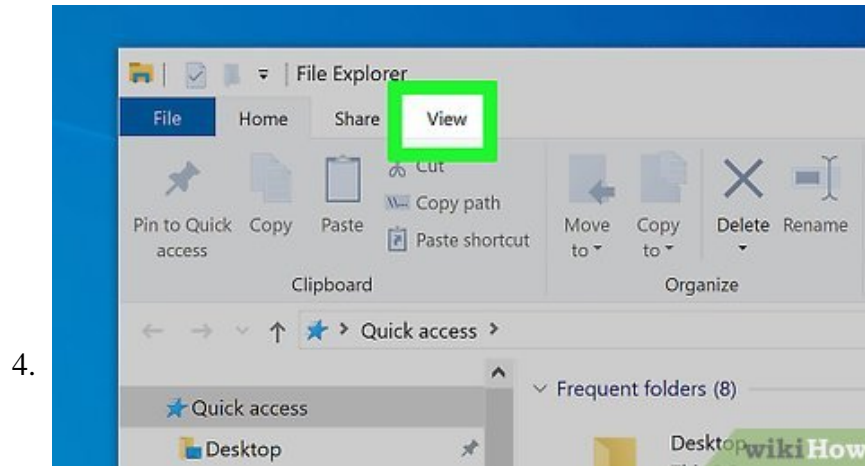 File Explorer
File Home Share View
Cut
Copy path
Paste shortcut
Pin to Quick access
Copy
Paste
Move to
Copy to
Delete
Rename
Clipboard
Organize
Quick access
4.
Quick access
Frequent folders (8)
Desktop
Desktop
wikiHow